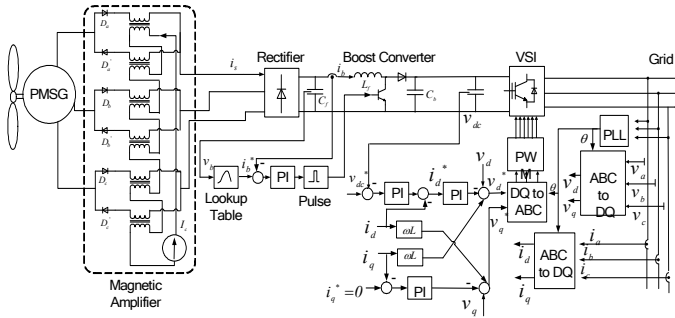 D_a
D_a'
PMSG
D_b
D_b'
D_c
D_c'
I_c
Magnetic
Amplifier
i_s
Rectifier
C_f
i_b
Boost Converter
L_f
C_b
v_dc
VSI
Grid
v_b
Lookup
Table
i_b*
PI
Pulse
v_dc*
PI
i_d*
PI
v_d
v_d*
v_q*
PW
M
DQ to
ABC
θ
θ
PLL
ABC
to DQ
v_a
v_b
v_c
v_d
v_q
i_d
ωL
i_q
ωL
i_q* =0
PI
v_q
ABC
to DQ
i_a
i_b
i_c
i_d
i_q